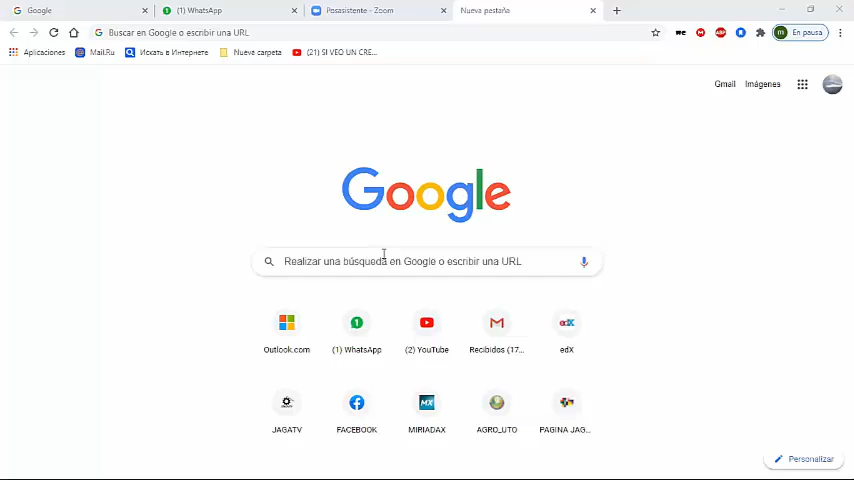 Google
(1) WhatsApp
Posasistente - Zoom
Nueva pestaña
Buscar en Google o escribir una URL
we
M
ABP
m
En pausa
Aplicaciones
Mail.Ru
Искать в Интернете
Nueva carpeta
(21) SI VEO UN CRE...
Gmail
Imágenes
Google
Realizar una búsqueda en Google o escribir una URL
Outlook.com
(1) WhatsApp
(2) YouTube
Recibidos (17...
edX
JAGATV
FACEBOOK
MIRIADAX
AGRO_UTO
PAGINA JAG...
Personalizar